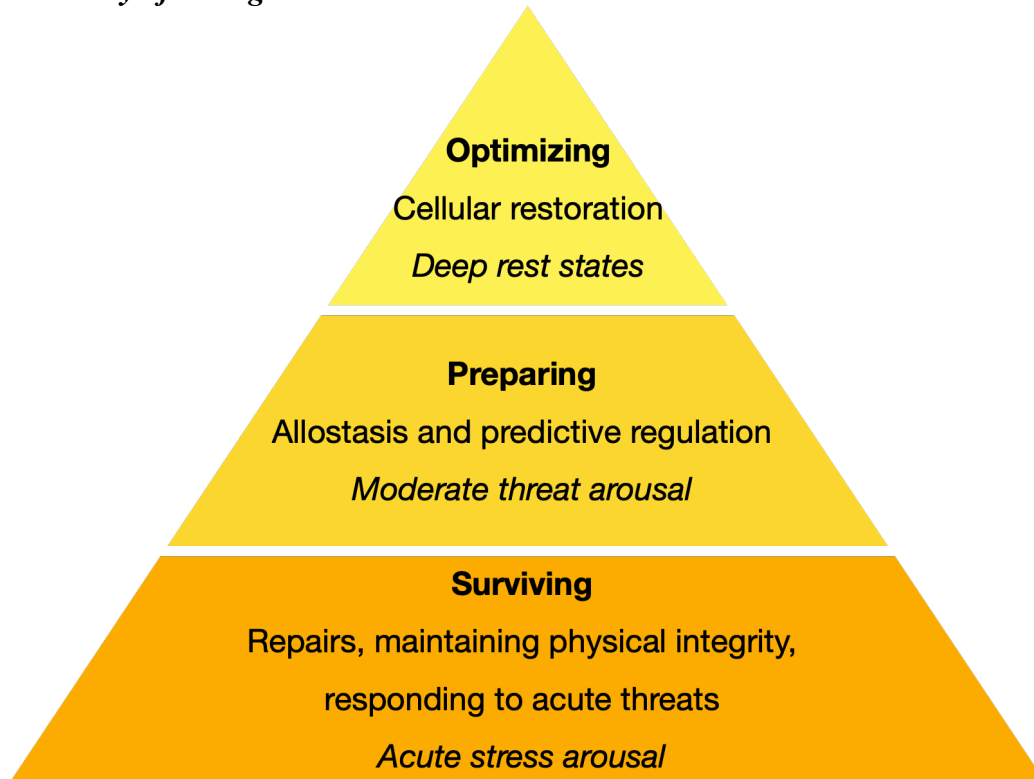 Optimizing
Cellular restoration
Deep rest states
Preparing
Allostasis and predictive regulation
Moderate threat arousal
Surviving
Repairs, maintaining physical integrity,
responding to acute threats
Acute stress arousal